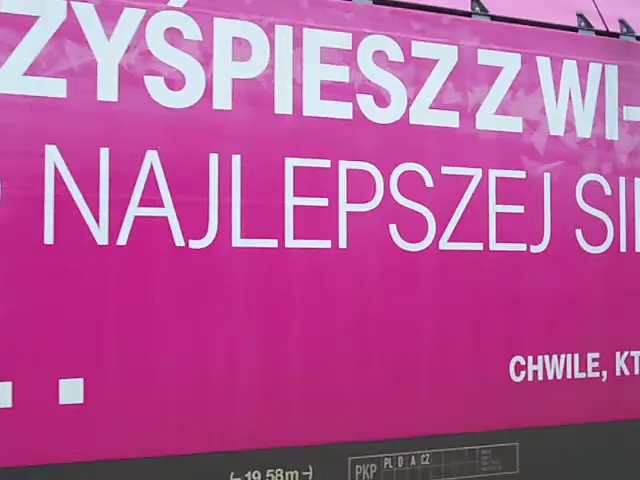 ZYŚPIESZ Z WI-
NAJLEPSZEJ SI
CHWILE, KT
19,58m
PKP PL D A CZ